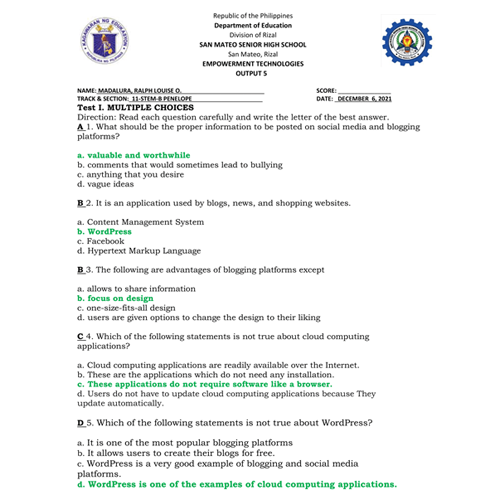 Republic of the Philippines
Department of Education
Division of Rizal
SAN MATEO SENIOR HIGH SCHOOL
San Mateo, Rizal
EMPOWERMENT TECHNOLOGIES
OUTPUT 5
NAME: MADALURA, RALPH LOUISE O. SCORE:
TRACK & SECTION: 11-STEM-B PENELOPE DATE: DECEMBER 6, 2021
Test I. MULTIPLE CHOICES
Direction: Read each question carefully and write the letter of the best answer.
A 1. What should be the proper information to be posted on social media and blogging
platforms?
a. valuable and worthwhile
b. comments that would sometimes lead to bullying
c. anything that you desire
d. vague ideas
B 2. It is an application used by blogs, news, and shopping websites.
a. Content Management System
b. WordPress
c. Facebook
d. Hypertext Markup Language
B 3. The following are advantages of blogging platforms except
a. allows to share information
b. focus on design
c. one-size-fits-all design
d. users are given options to change the design to their liking
C 4. Which of the following statements is not true about cloud computing
applications?
a. Cloud computing applications are readily available over the Internet.
b. These are the applications which do not need any installation.
c. These applications do not require software like a browser.
d. Users do not have to update cloud computing applications because They
update automatically.
D 5. Which of the following statements is not true about WordPress?
a. It is one of the most popular blogging platforms
b. It allows users to create their blogs for free.
c. WordPress is a very good example of blogging and social media
platforms.
d. WordPress is one of the examples of cloud computing applications.